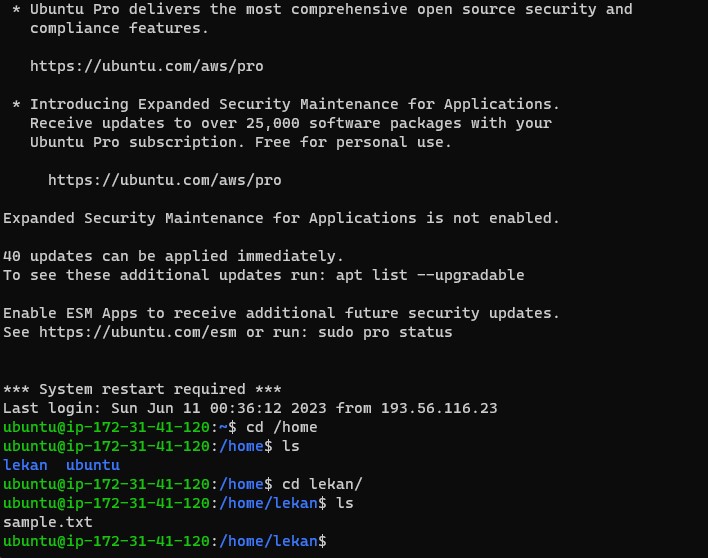 * Ubuntu Pro delivers the most comprehensive open source security and
compliance features.
https://ubuntu.com/aws/pro
* Introducing Expanded Security Maintenance for Applications.
Receive updates to over 25,000 software packages with your
Ubuntu Pro subscription. Free for personal use.
https://ubuntu.com/aws/pro
Expanded Security Maintenance for Applications is not enabled.
40 updates can be applied immediately.
To see these additional updates run: apt list --upgradable
Enable ESM Apps to receive additional future security updates.
See https://ubuntu.com/esm or run: sudo pro status
*** System restart required ***
Last login: Sun Jun 11 00:36:12 2023 from 193.56.116.23
ubuntu@ip-172-31-41-120:~$ cd /home
ubuntu@ip-172-31-41-120:/home$ ls
lekan  ubuntu
ubuntu@ip-172-31-41-120:/home$ cd lekan/
ubuntu@ip-172-31-41-120:/home/lekan$ ls
sample.txt
ubuntu@ip-172-31-41-120:/home/lekan$